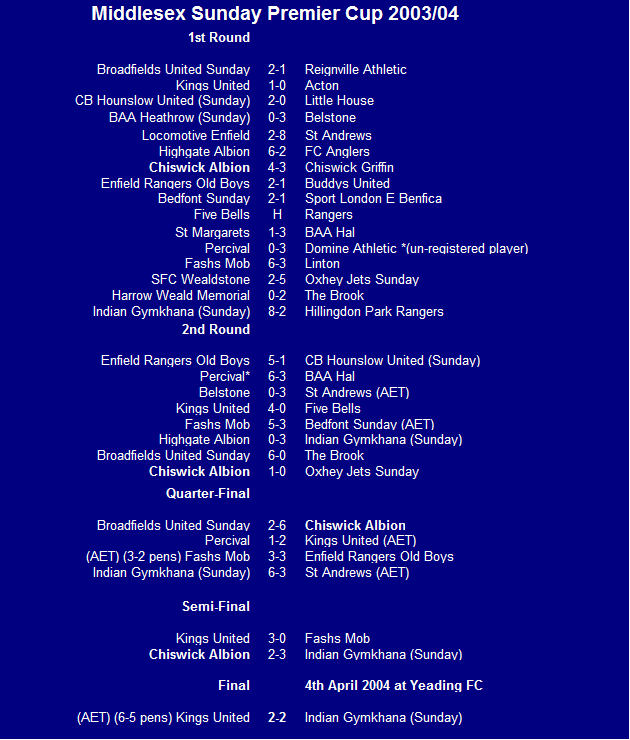 Middlesex Sunday Premier Cup 2003/04
1st Round
Broadfields United Sunday 2-1 Reignville Athletic
Kings United 1-0 Acton
CB Hounslow United (Sunday) 2-0 Little House
BAA Heathrow (Sunday) 0-3 Belstone
Locomotive Enfield 2-8 St Andrews
Highgate Albion 6-2 FC Anglers
Chiswick Albion 4-3 Chiswick Griffin
Enfield Rangers Old Boys 2-1 Buddys United
Bedfont Sunday 2-1 Sport London E Benfica
Five Bells H Rangers
St Margarets 1-3 BAA Hal
Percival 0-3 Domine Athletic *(un-registered player)
Fashs Mob 6-3 Linton
SFC Wealdstone 2-5 Oxhey Jets Sunday
Harrow Weald Memorial 0-2 The Brook
Indian Gymkhana (Sunday) 8-2 Hillingdon Park Rangers
2nd Round
Enfield Rangers Old Boys 5-1 CB Hounslow United (Sunday)
Percival* 6-3 BAA Hal
Belstone 0-3 St Andrews (AET)
Kings United 4-0 Five Bells
Fashs Mob 5-3 Bedfont Sunday (AET)
Highgate Albion 0-3 Indian Gymkhana (Sunday)
Broadfields United Sunday 6-0 The Brook
Chiswick Albion 1-0 Oxhey Jets Sunday
Quarter-Final
Broadfields United Sunday 2-6 Chiswick Albion
Percival 1-2 Kings United (AET)
(AET) (3-2 pens) Fashs Mob 3-3 Enfield Rangers Old Boys
Indian Gymkhana (Sunday) 6-3 St Andrews (AET)
Semi-Final
Kings United 3-0 Fashs Mob
Chiswick Albion 2-3 Indian Gymkhana (Sunday)
Final 4th April 2004 at Yeading FC
(AET) (6-5 pens) Kings United 2-2 Indian Gymkhana (Sunday)